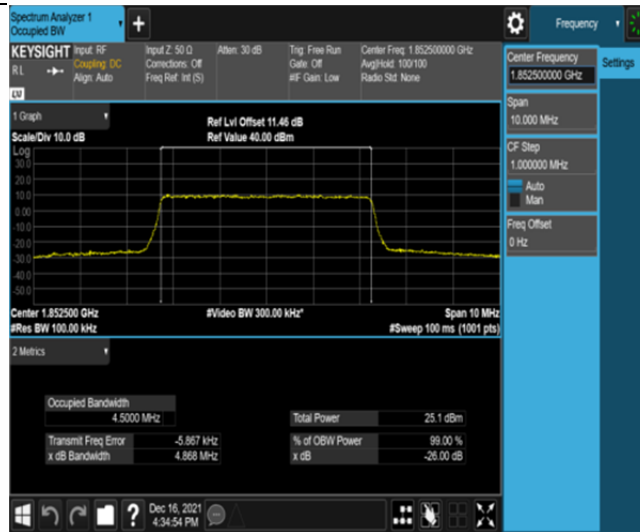 Spectrum Analyzer 1
Occupied BW
Frequency
KEYSIGHT
R L
Input: RF
Coupling: DC
Align: Auto
Input Z: 50 Ω
Corrections: Off
Freq Ref: Int (S)
Atten: 30 dB
Trig: Free Run
Gate: Off
#IF Gain: Low
Center Freq: 1.852500000 GHz
Avg|Hold: 100/100
Radio Std: None
LXI
Center Frequency
1.852500000 GHz
Settings
Span
10.000 MHz
CF Step
1.000000 MHz
Auto
Man
Freq Offset
0 Hz
1 Graph
Scale/Div 10.0 dB
Ref Lvl Offset 11.46 dB
Ref Value 40.00 dBm
Log
30.0
20.0
10.0
0.00
-10.0
-20.0
-30.0
-40.0
-50.0
Center 1.852500 GHz
#Video BW 300.00 kHz*
Span 10 MHz
#Res BW 100.00 kHz
#Sweep 100 ms (1001 pts)
2 Metrics
Occupied Bandwidth
4.5000 MHz
Total Power 25.1 dBm
Transmit Freq Error -5.867 kHz
% of OBW Power 99.00 %
x dB Bandwidth 4.868 MHz
x dB -26.00 dB
?
Dec 16, 2021
4:34:54 PM